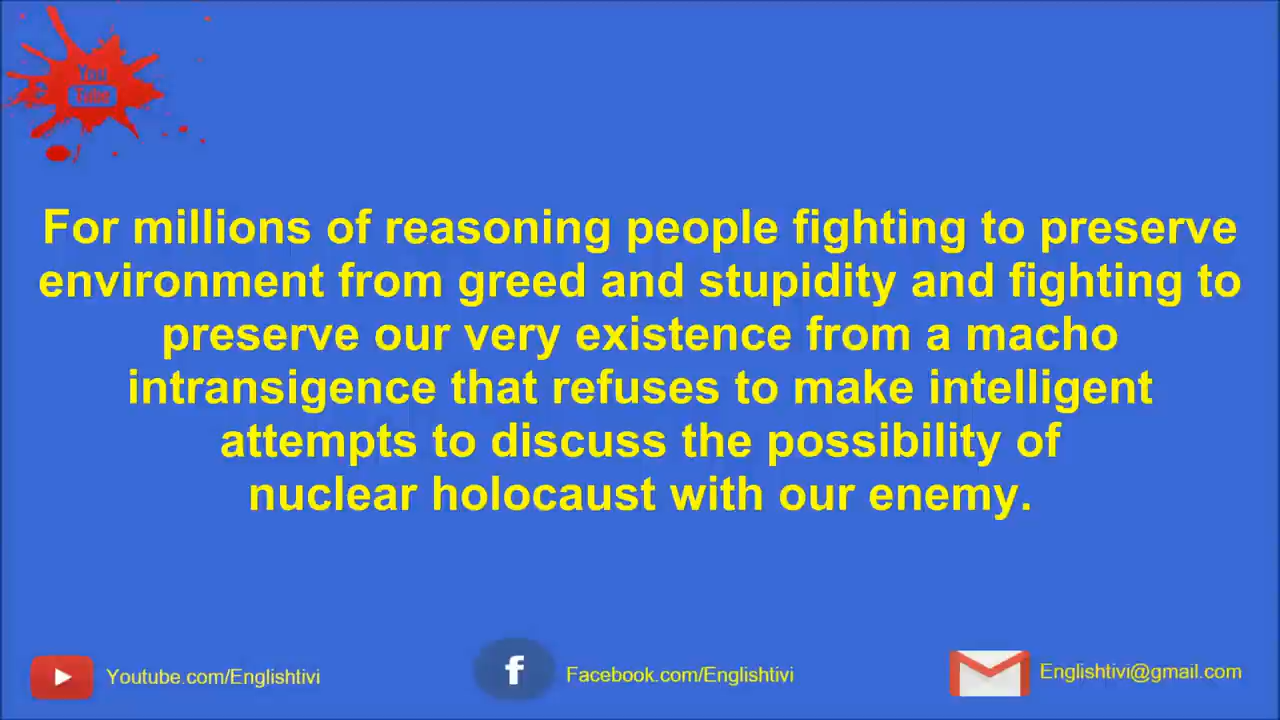 You
Tube
For millions of reasoning people fighting to preserve
environment from greed and stupidity and fighting to
preserve our very existence from a macho
intransigence that refuses to make intelligent
attempts to discuss the possibility of
nuclear holocaust with our enemy.
Youtube.com/Englishtivi
f
Facebook.com/Englishtivi
Englishtivi@gmail.com